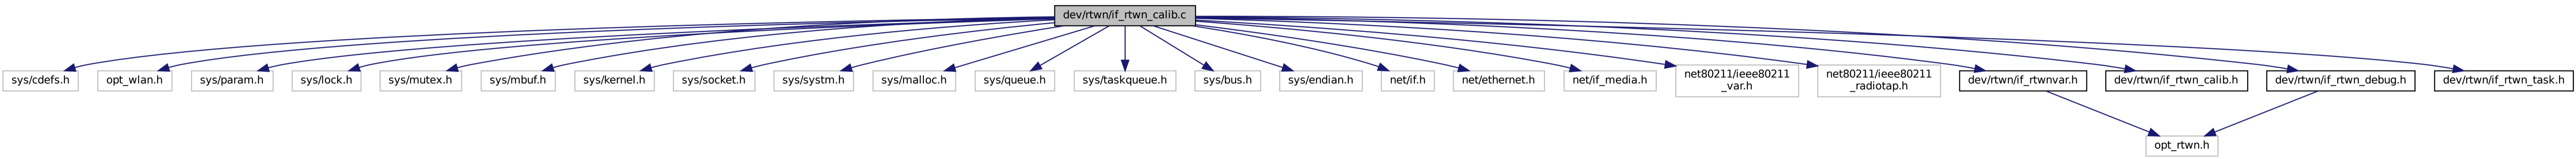 dev/rtwn/if_rtwn_calib.c
sys/cdefs.h
opt_wlan.h
sys/param.h
sys/lock.h
sys/mutex.h
sys/mbuf.h
sys/kernel.h
sys/socket.h
sys/systm.h
sys/malloc.h
sys/queue.h
sys/taskqueue.h
sys/bus.h
sys/endian.h
net/if.h
net/ethernet.h
net/if_media.h
net80211/ieee80211
_var.h
net80211/ieee80211
_radiotap.h
dev/rtwn/if_rtwnvar.h
dev/rtwn/if_rtwn_calib.h
dev/rtwn/if_rtwn_debug.h
dev/rtwn/if_rtwn_task.h
opt_rtwn.h